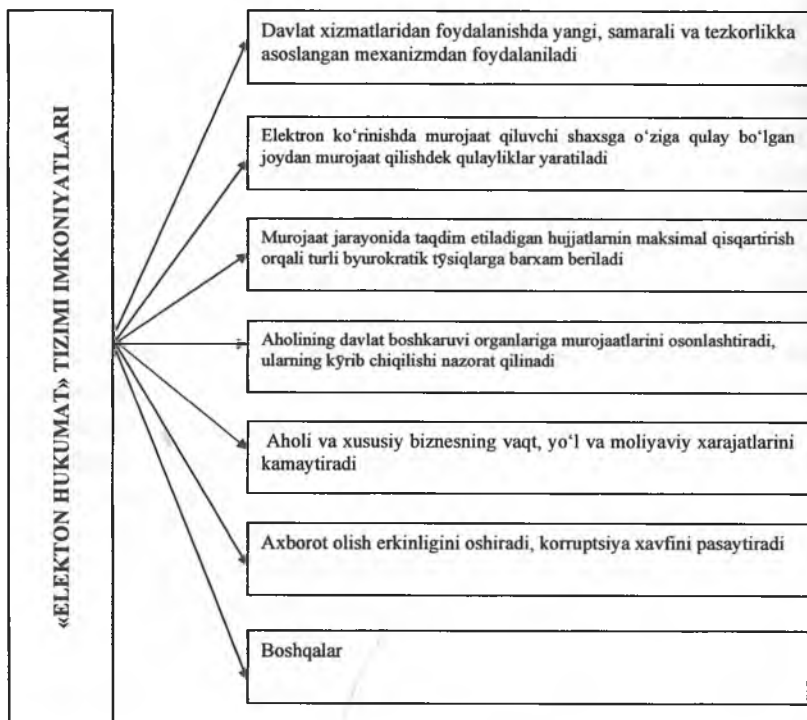 «ELEKTON HUKUMAT» TIZIMI IMKONIYATLARI
Davlat xizmatlaridan foydalanishda yangi, samarali va tezkorlikka
asoslangan mexanizmdan foydalaniladi
Elektron ko‘rinishda murojaat qiluvchi shaxsga o‘ziga qulay bo‘lgan
joydan murojaat qilishdek qulayliklar yaratiladi
Murojaat jarayonida taqdim etiladigan hujjatlarnin maksimal qisqartirish
orqali turli byurokratik tӯsiqlarga barxam beriladi
Aholining davlat boshkaruvi organlariga murojaatlarini osonlashtiradi,
ularning kӯrib chiqilishi nazorat qilinadi
Aholi va xususiy biznesning vaqt, yo‘l va moliyaviy xarajatlarini
kamaytiradi
Axborot olish erkinligini oshiradi, korruptsiya xavfini pasaytiradi
Boshqalar